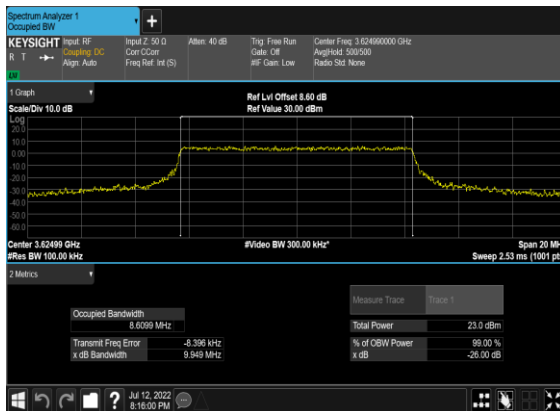 Spectrum Analyzer 1
Occupied BW
KEYSIGHT
R T
Input: RF
Coupling: DC
Align: Auto
Input Z: 50 Ω
Corr CCorr
Freq Ref: Int (S)
Atten: 40 dB
Trig: Free Run
Gate: Off
#IF Gain: Low
Center Freq: 3.624990000 GHz
Avg|Hold: 500/500
Radio Std: None
1 Graph
Scale/Div 10.0 dB
Ref Lvl Offset 8.60 dB
Ref Value 30.00 dBm
Log
20.0
10.0
0.00
-10.0
-20.0
-30.0
-40.0
-50.0
-60.0
Center 3.62499 GHz
#Res BW 100.00 kHz
#Video BW 300.00 kHz*
Span 20 MH
Sweep 2.53 ms (1001 pt
2 Metrics
Measure Trace
Trace 1
Occupied Bandwidth
8.6099 MHz
Total Power
23.0 dBm
Transmit Freq Error
-8.396 kHz
% of OBW Power
99.00 %
x dB Bandwidth
9.949 MHz
x dB
-26.00 dB
Jul 12, 2022
8:16:00 PM